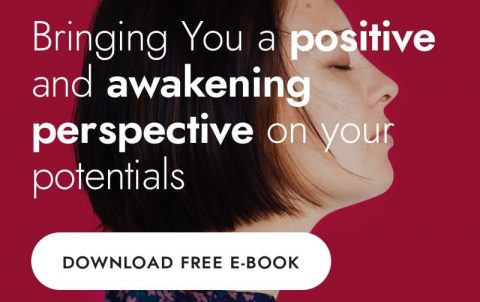 Bringing You a positive
and awakening
perspective on your
potentials
DOWNLOAD FREE E-BOOK